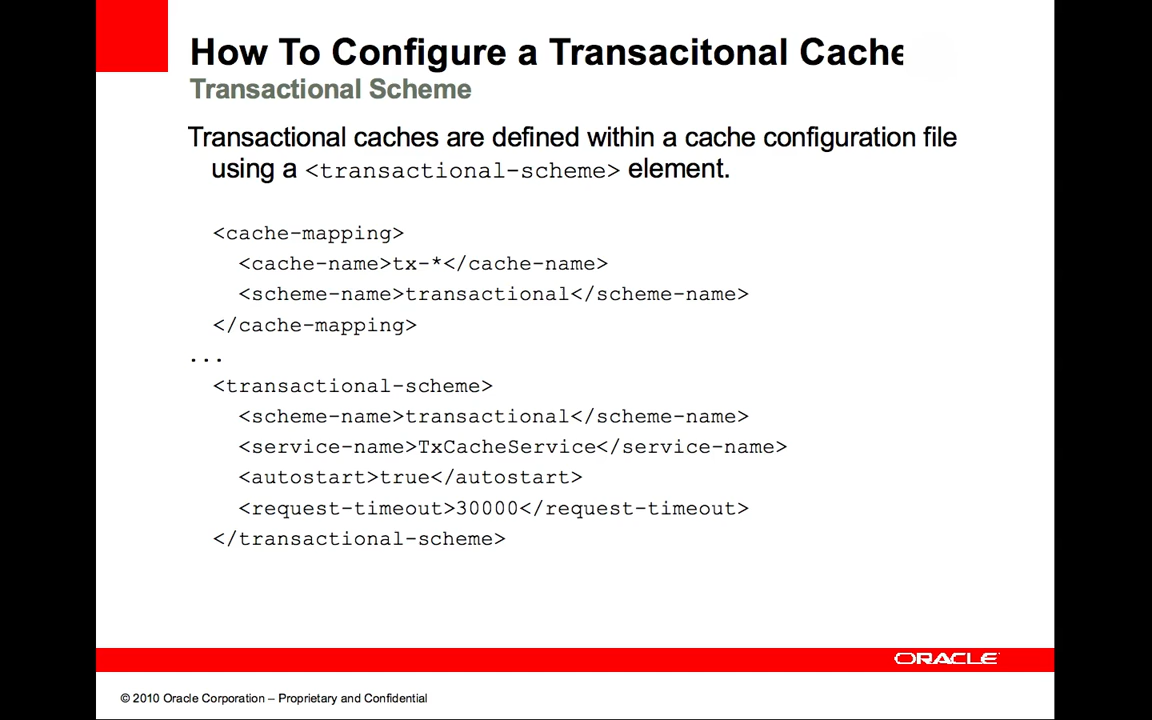 How To Configure a Transacitonal Cache
Transactional Scheme
Transactional caches are defined within a cache configuration file
using a <transactional-scheme> element.
<cache-mapping>
<cache-name>tx-*</cache-name>
<scheme-name>transactional</scheme-name>
</cache-mapping>
...
<transactional-scheme>
<scheme-name>transactional</scheme-name>
<service-name>TxCacheService</service-name>
<autostart>true</autostart>
<request-timeout>30000</request-timeout>
</transactional-scheme>
ORACLE
© 2010 Oracle Corporation – Proprietary and Confidential